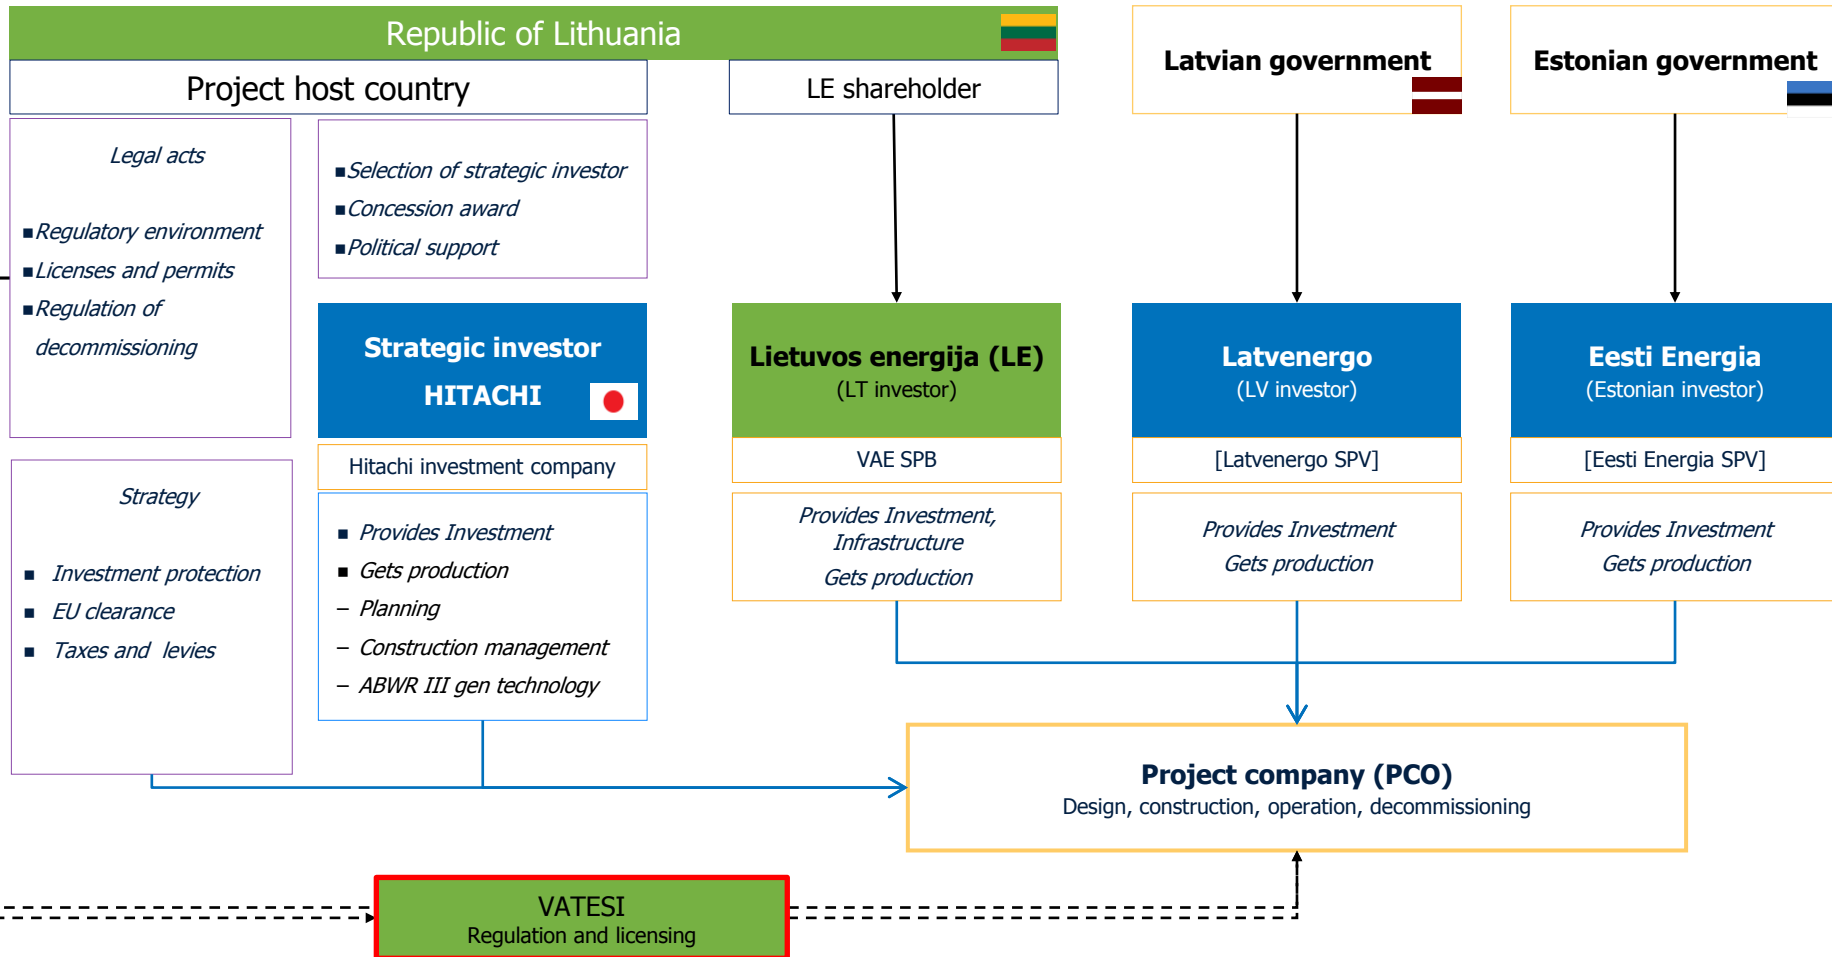 Republic of Lithuania
Project host country
LE shareholder
Latvian government
Estonian government
Legal acts
■Regulatory environment
■Licenses and permits
■Regulation of
decommissioning
■Selection of strategic investor
■Concession award
■Political support
Strategic investor
HITACHI
Hitachi investment company
■ Provides Investment
■ Gets production
– Planning
– Construction management
– ABWR III gen technology
Strategy
■ Investment protection
■ EU clearance
■ Taxes and levies
Lietuvos energija (LE)
(LT investor)
VAE SPB
Provides Investment,
Infrastructure
Gets production
Latvenergo
(LV investor)
[Latvenergo SPV]
Provides Investment
Gets production
Eesti Energia
(Estonian investor)
[Eesti Energia SPV]
Provides Investment
Gets production
Project company (PCO)
Design, construction, operation, decommissioning
VATESI
Regulation and licensing